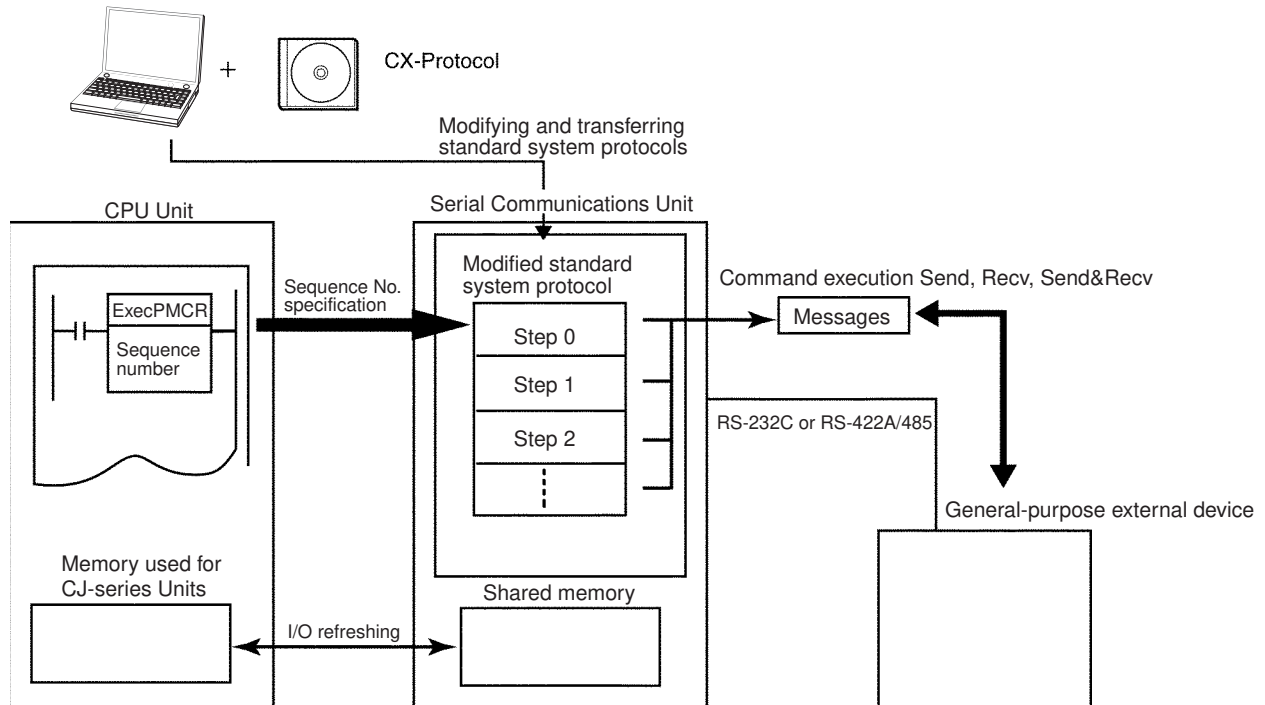 +
CX-Protocol
Modifying and transferring
standard system protocols
CPU Unit
Serial Communications Unit
ExecPMCR
Sequence
number
Sequence No.
specification
Modified standard
system protocol
Step 0
Step 1
Step 2
Command execution Send, Recv, Send&Recv
Messages
RS-232C or RS-422A/485
General-purpose external device
Memory used for
CJ-series Units
I/O refreshing
Shared memory